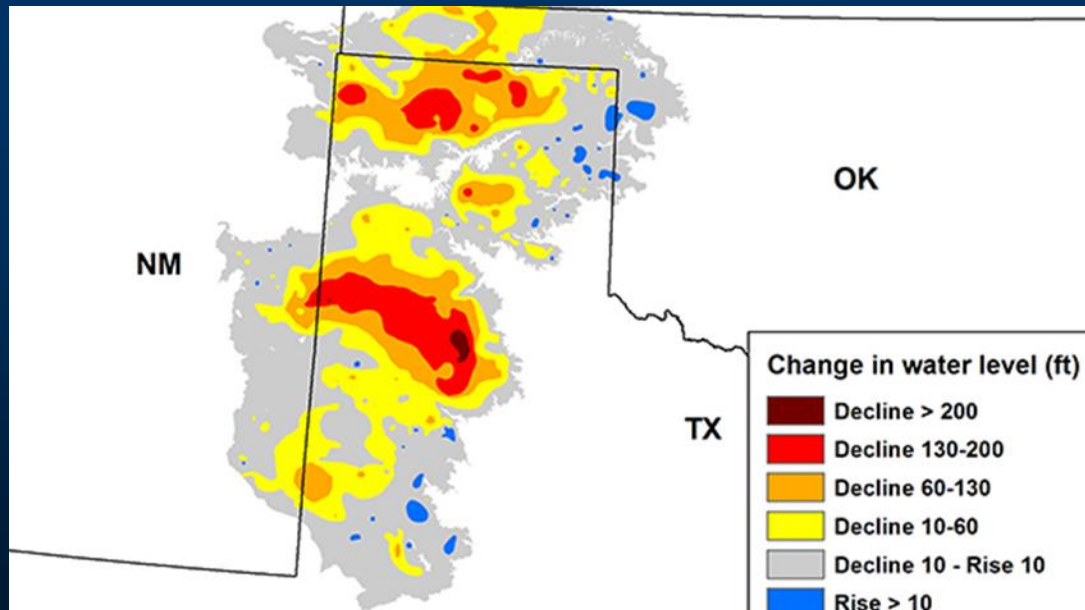 OK
NM
TX
Change in water level (ft)
Decline > 200
Decline 130-200
Decline 60-130
Decline 10-60
Decline 10 - Rise 10
Rise > 10